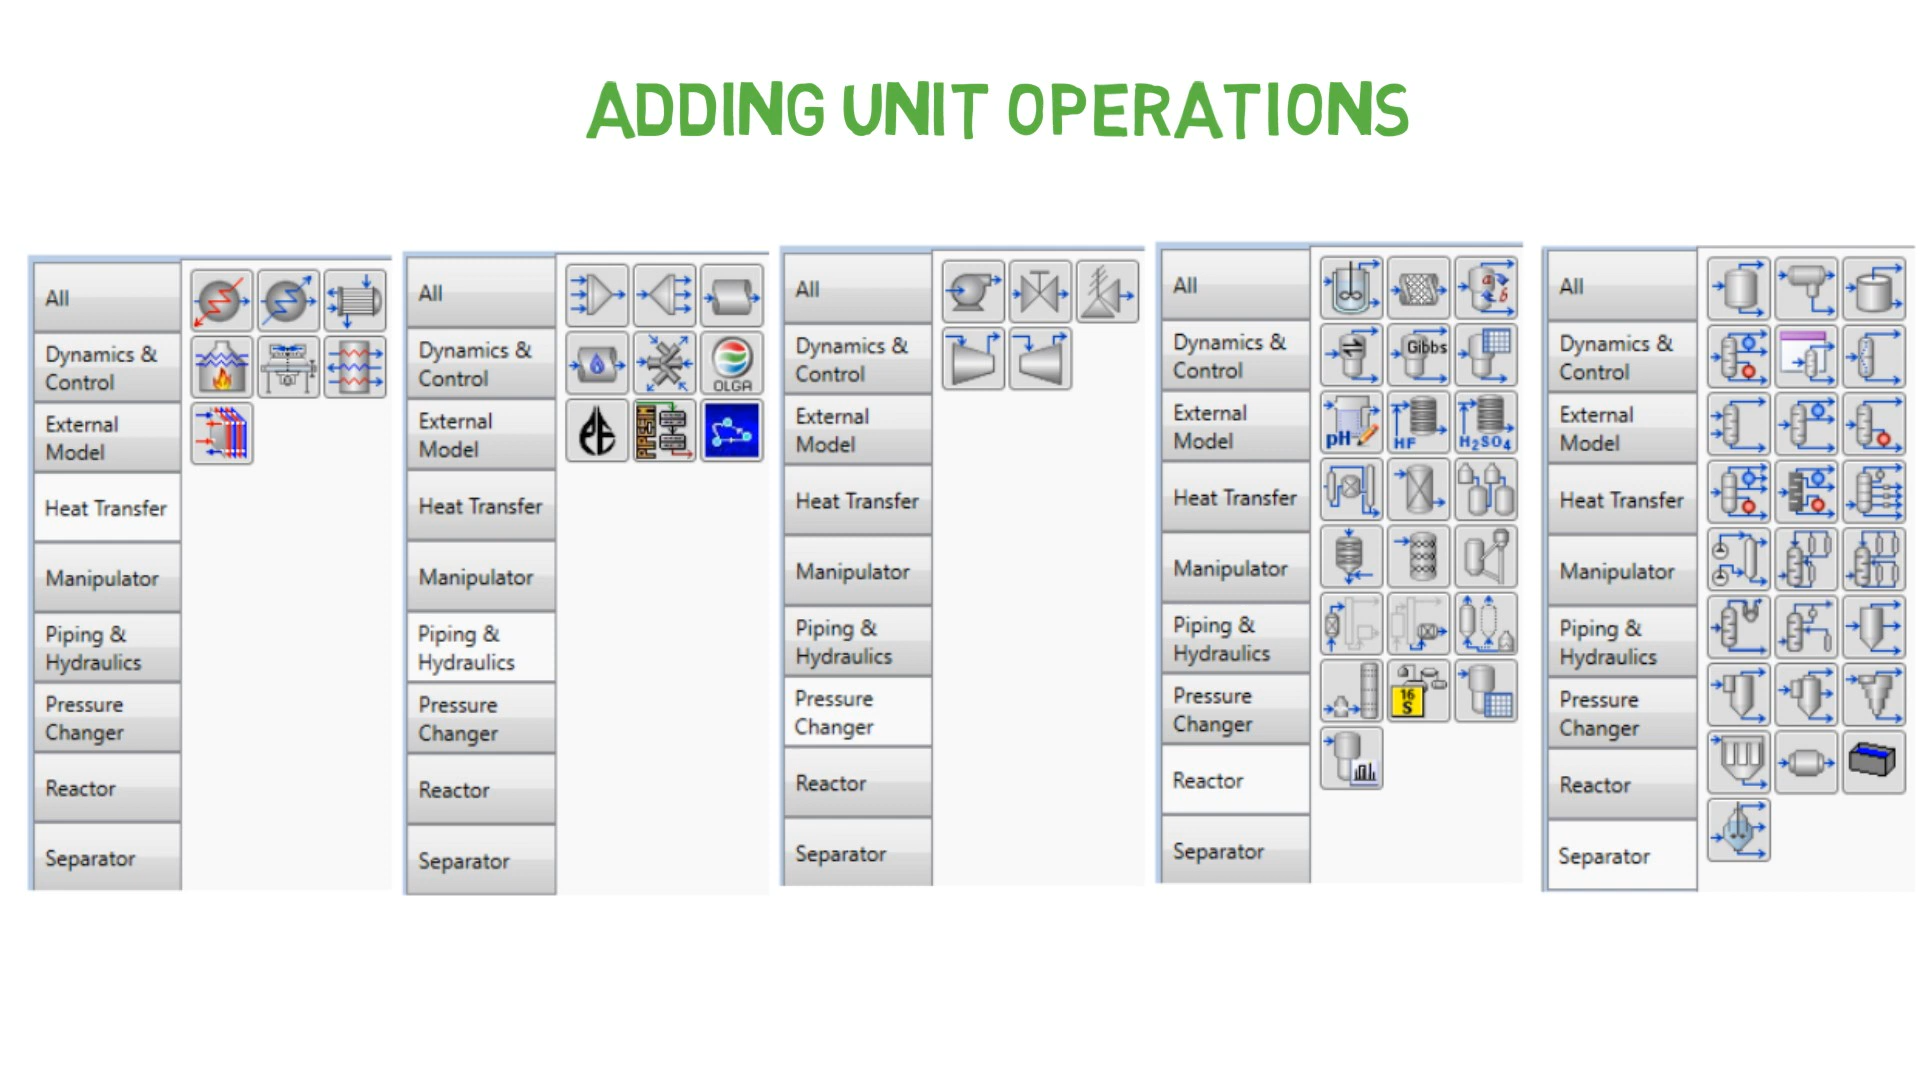 ADDING UNIT OPERATIONS
All
Dynamics &
Control
External
Model
Heat Transfer
Manipulator
Piping &
Hydraulics
Pressure
Changer
Reactor
Separator
All
Dynamics &
Control
External
Model
Heat Transfer
Manipulator
Piping &
Hydraulics
Pressure
Changer
Reactor
Separator
OLGA
PIPESIM
All
Dynamics &
Control
External
Model
Heat Transfer
Manipulator
Piping &
Hydraulics
Pressure
Changer
Reactor
Separator
All
Dynamics &
Control
External
Model
Heat Transfer
Manipulator
Piping &
Hydraulics
Pressure
Changer
Reactor
Separator
a
b
Gibbs
pH
HF
H₂SO₄
16
S
All
Dynamics &
Control
External
Model
Heat Transfer
Manipulator
Piping &
Hydraulics
Pressure
Changer
Reactor
Separator